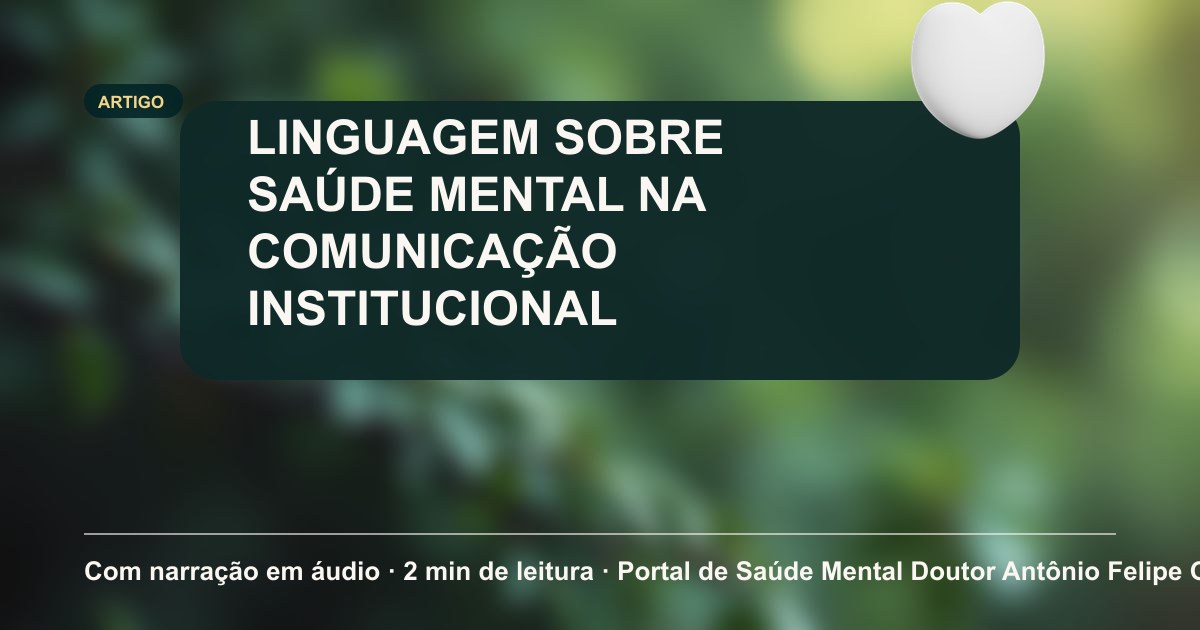 ARTIGO
LINGUAGEM SOBRE
SAÚDE MENTAL NA
COMUNICAÇÃO
INSTITUCIONAL
Com narração em áudio · 2 min de leitura · Portal de Saúde Mental Doutor Antônio Felipe